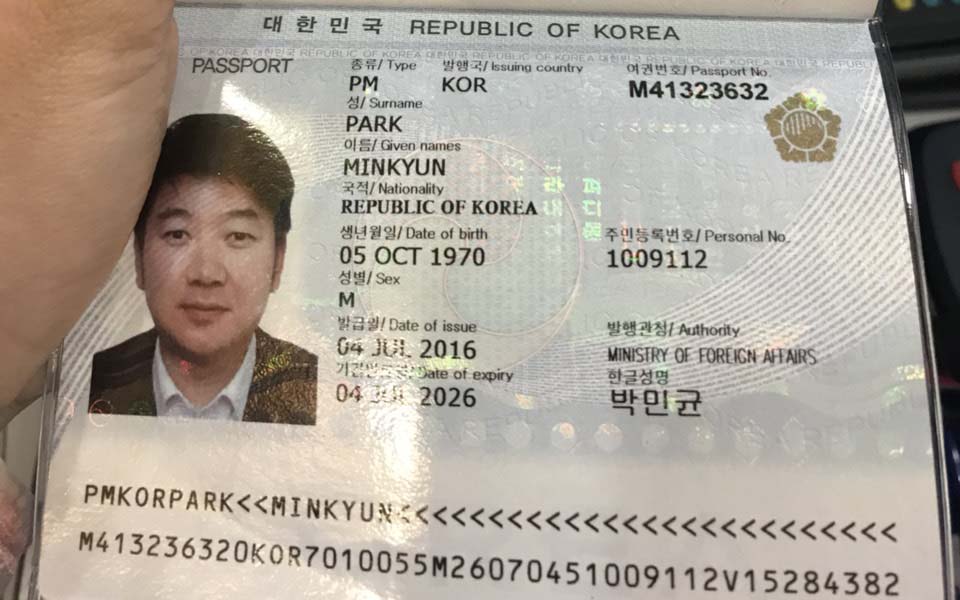 대한민국 REPUBLIC OF KOREA
PASSPORT
종류/ Type 발행국/ Issuing country 여권번호/ Passport No.
PM KOR M41323632
성/ Surname
PARK
이름/ Given names
MINKYUN
국적/ Nationality
REPUBLIC OF KOREA
생년월일/ Date of birth 주민등록번호/ Personal No.
05 OCT 1970 1009112
성별/ Sex
M
발급일/ Date of issue 발행관청/ Authority
04 JUL 2016 MINISTRY OF FOREIGN AFFAIRS
기간만료일/ Date of expiry 한글성명
04 JUL 2026 박민균
PMKORPARK<<MINKYUN<<<<<<<<<<<<<<<<<<<<<<<<<<
M413236320KOR7010055M26070451009112V15284382